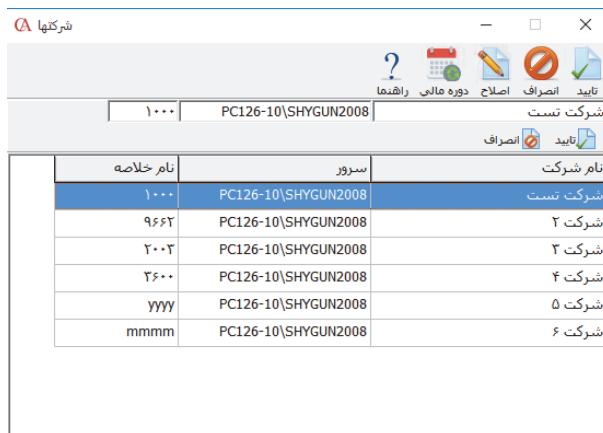 شرکتها
تایید انصراف اصلاح دوره مالی راهنما
شرکت تست PC126-10\SHYGUN2008 ۱۰۰۰
تایید انصراف
نام شرکت سرور نام خلاصه
شرکت تست PC126-10\SHYGUN2008 ۱۰۰۰
شرکت ۲ PC126-10\SHYGUN2008 ۹۶۶۲
شرکت ۳ PC126-10\SHYGUN2008 ۲۰۰۳
شرکت ۴ PC126-10\SHYGUN2008 ۳۶۰۰
شرکت ۵ PC126-10\SHYGUN2008 yyyy
شرکت ۶ PC126-10\SHYGUN2008 mmmm